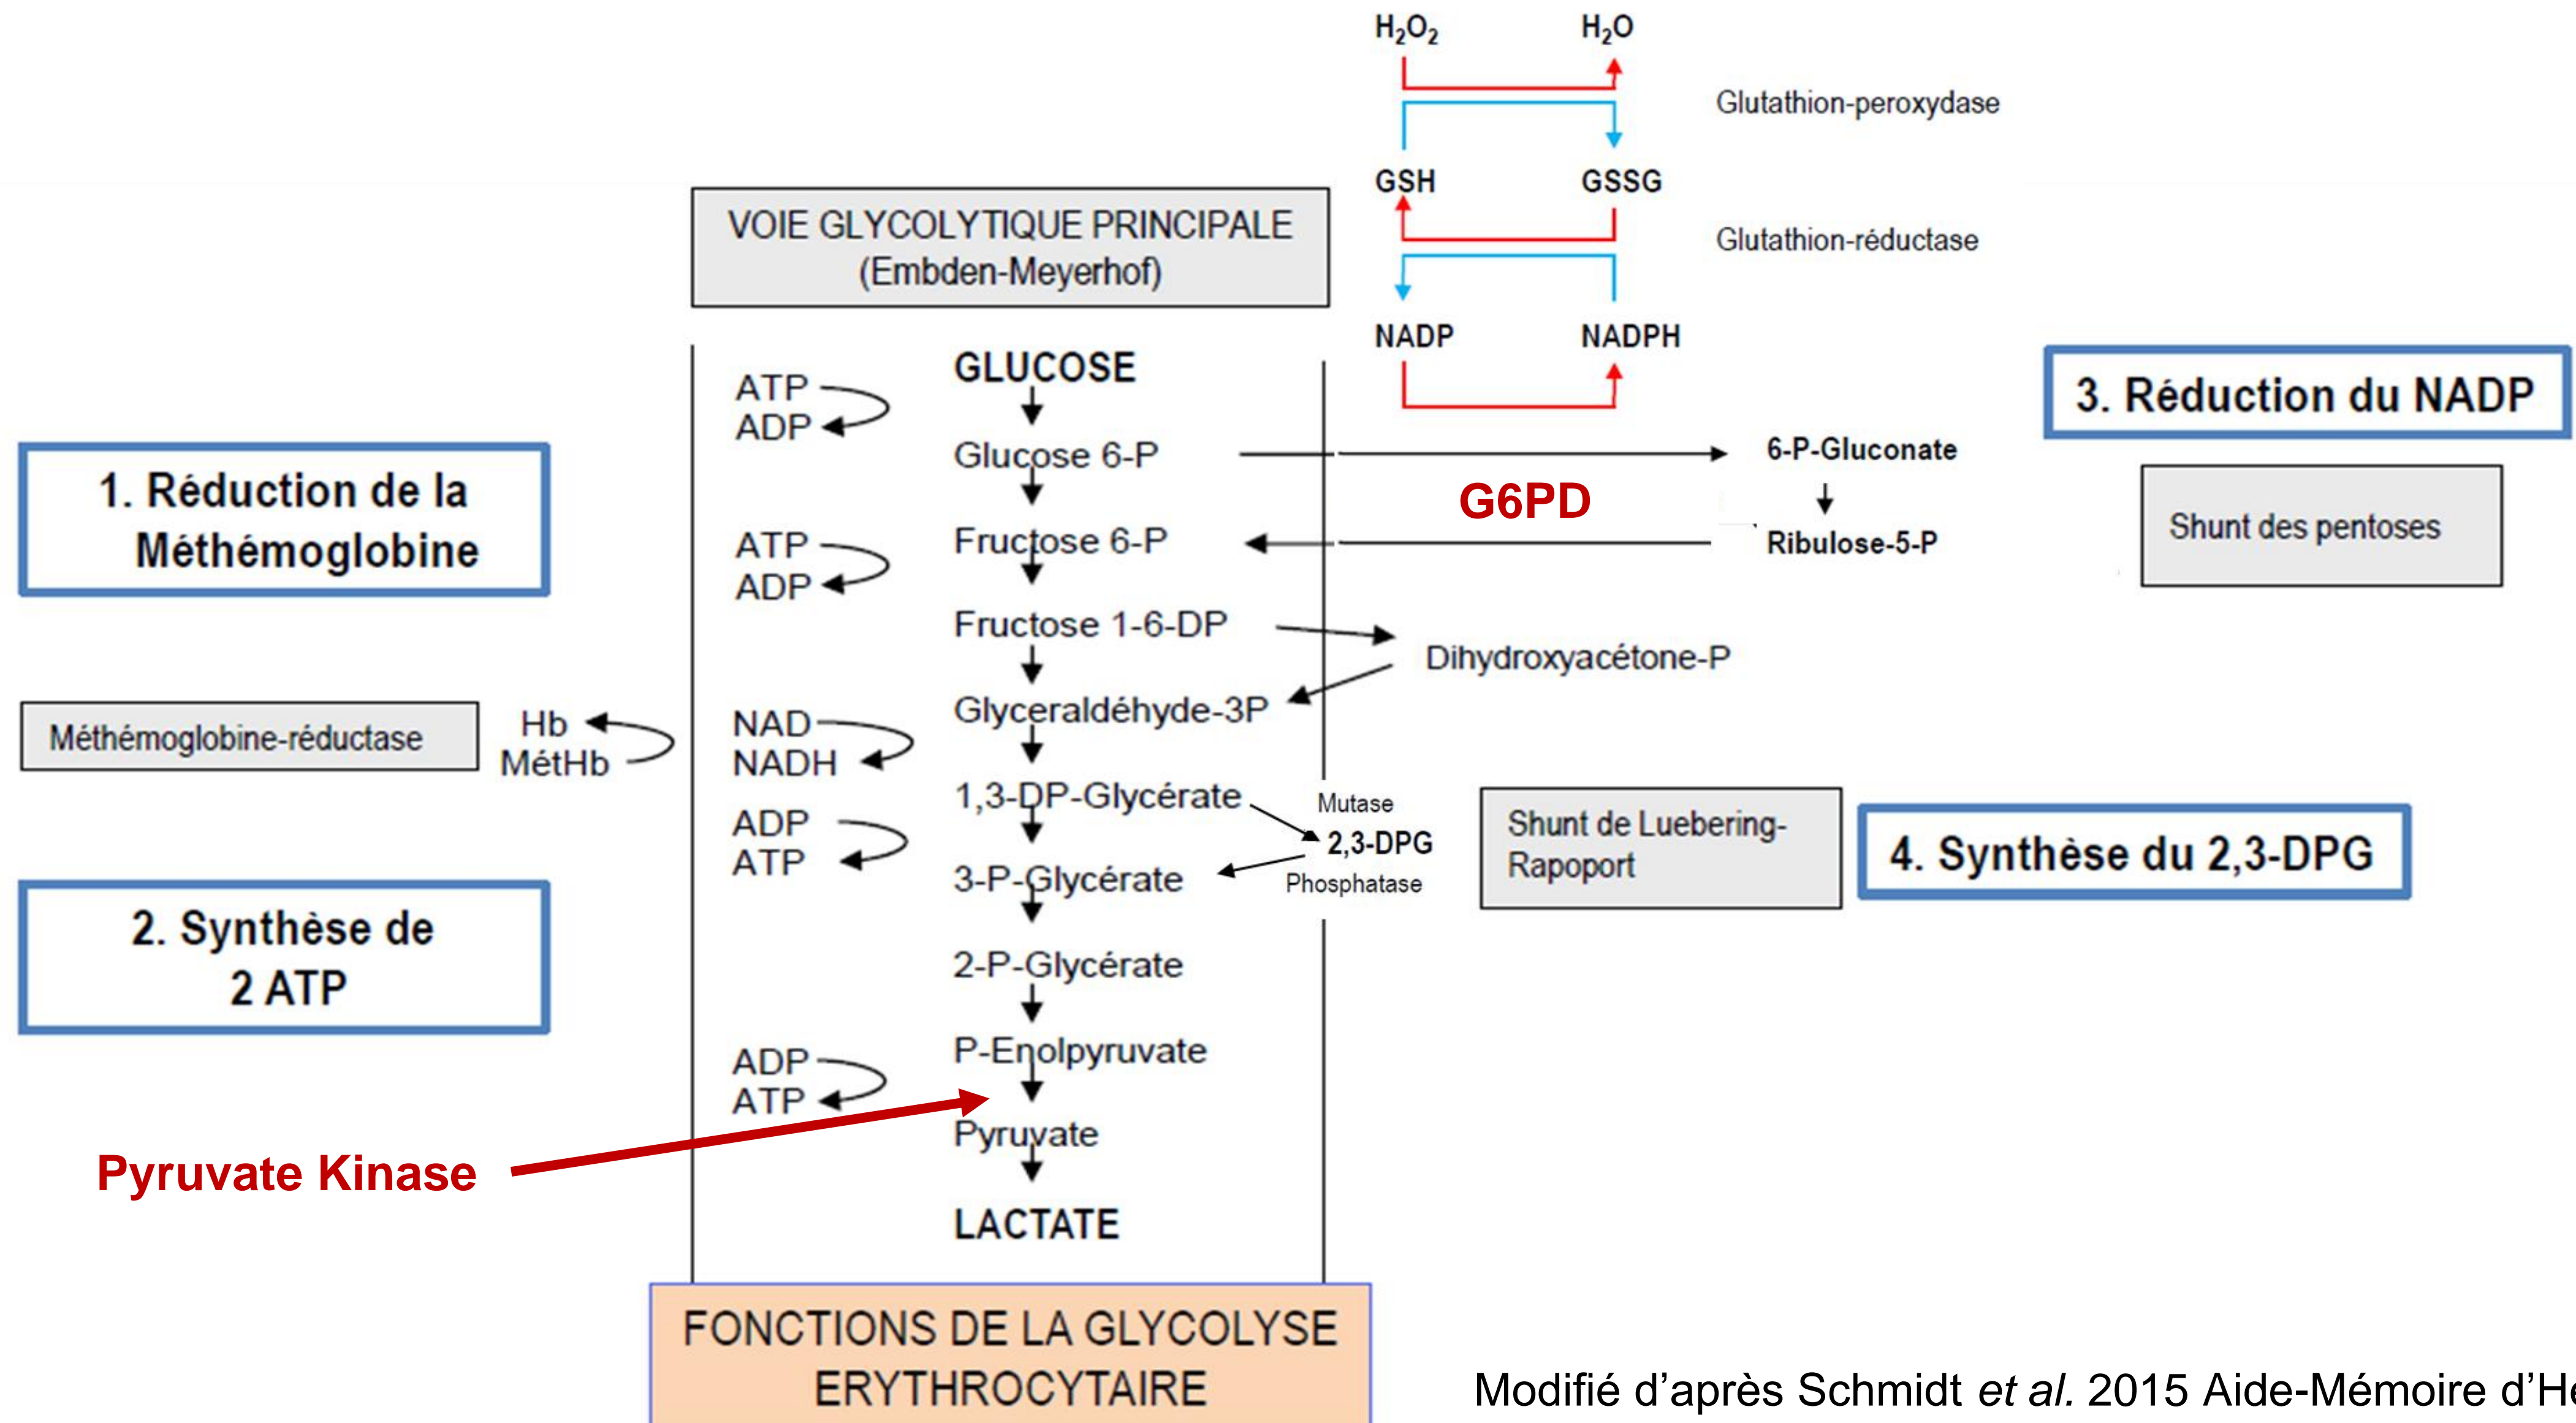 H₂O₂ H₂O
Glutathion-peroxydase
GSH GSSG
Glutathion-réductase
NADP NADPH
VOIE GLYCOLYTIQUE PRINCIPALE
(Embden-Meyerhof)
3. Réduction du NADP
Shunt des pentoses
1. Réduction de la
Méthémoglobine
Méthémoglobine-réductase
Hb
MétHb
2. Synthèse de
2 ATP
ATP
ADP
ATP
ADP
NAD
NADH
ADP
ATP
ADP
ATP
GLUCOSE
Glucose 6-P
Fructose 6-P
Fructose 1-6-DP
Glyceraldéhyde-3P
1,3-DP-Glycérate
3-P-Glycérate
2-P-Glycérate
P-Enolpyruvate
Pyruvate
LACTATE
6-P-Gluconate
G6PD
Ribulose-5-P
Dihydroxyacétone-P
Mutase
2,3-DPG
Phosphatase
Shunt de Luebering-
Rapoport
4. Synthèse du 2,3-DPG
Pyruvate Kinase
FONCTIONS DE LA GLYCOLYSE
ERYTHROCYTAIRE
Modifié d'après Schmidt et al. 2015 Aide-Mémoire